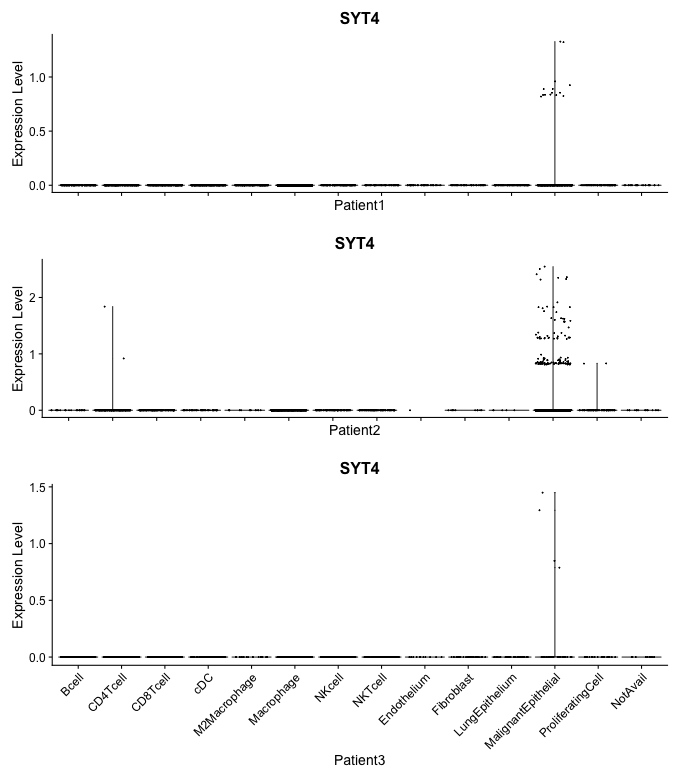 SYT4
Expression Level
1.0
0.5
0.0
Patient1
SYT4
Expression Level
2
1
0
Patient2
SYT4
Expression Level
1.5
1.0
0.5
0.0
Bcell
CD4Tcell
CD8Tcell
cDC
M2Macrophage
Macrophage
NKcell
NKTcell
Endothelium
Fibroblast
LungEpithelium
MalignantEpithelial
ProliferatingCell
NotAvail
Patient3